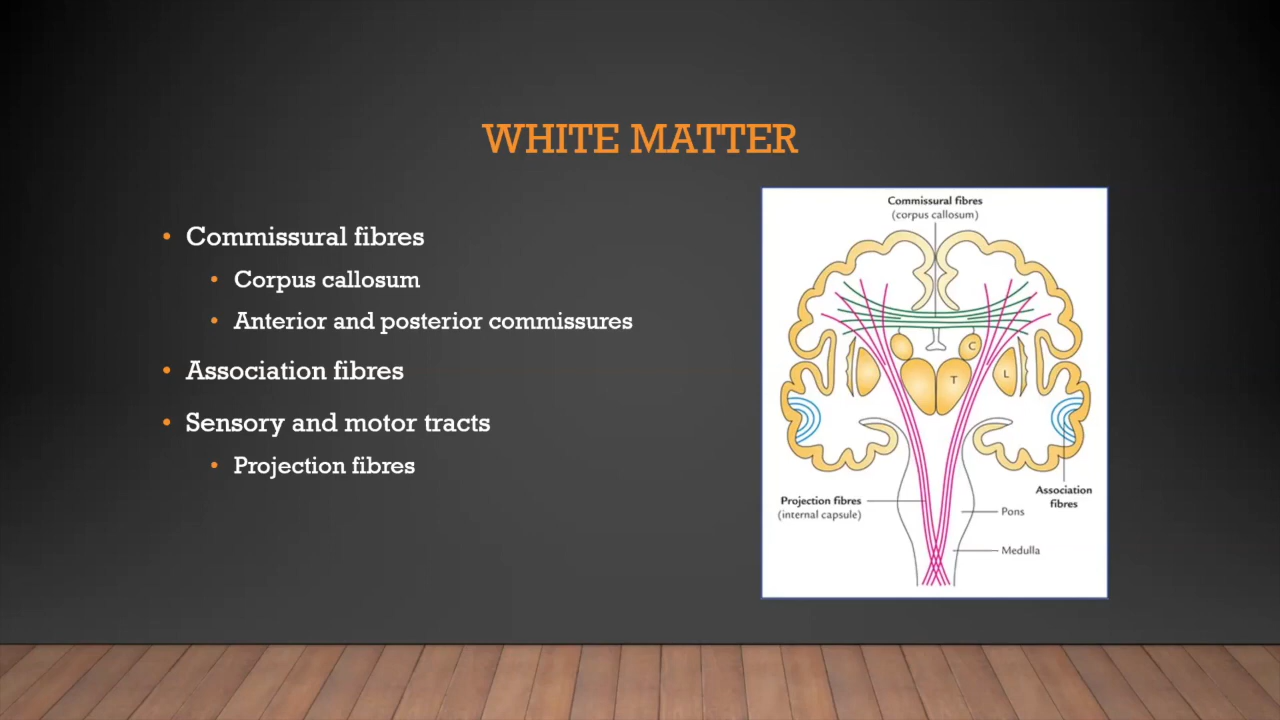 WHITE MATTER
• Commissural fibres
• Corpus callosum
• Anterior and posterior commissures
• Association fibres
• Sensory and motor tracts
• Projection fibres
Commissural fibres
(corpus callosum)
C
T
L
Projection fibres
(internal capsule)
Association
fibres
Pons
Medulla